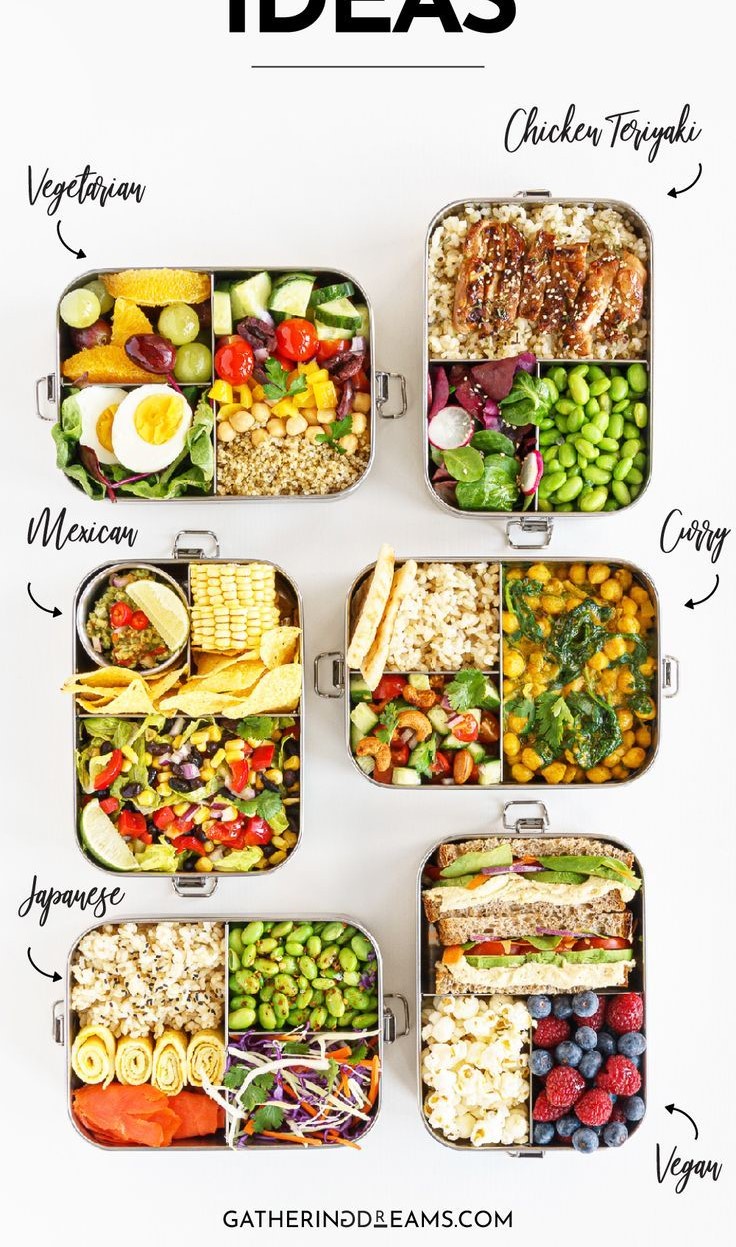 IDEAS
Chicken Teriyaki
Vegetarian
Mexican
Curry
Japanese
Vegan
GATHERINGDREAMS.COM